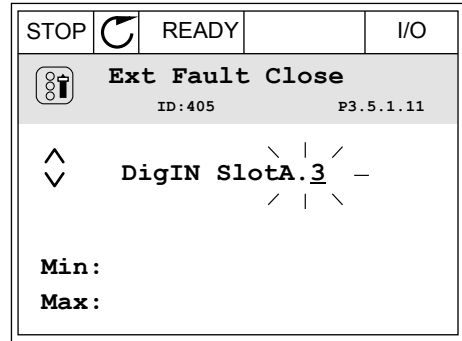 STOP READY I/O
Ext Fault Close
ID:405 P3.5.1.11
DigIN SlotA.3
Min:
Max: